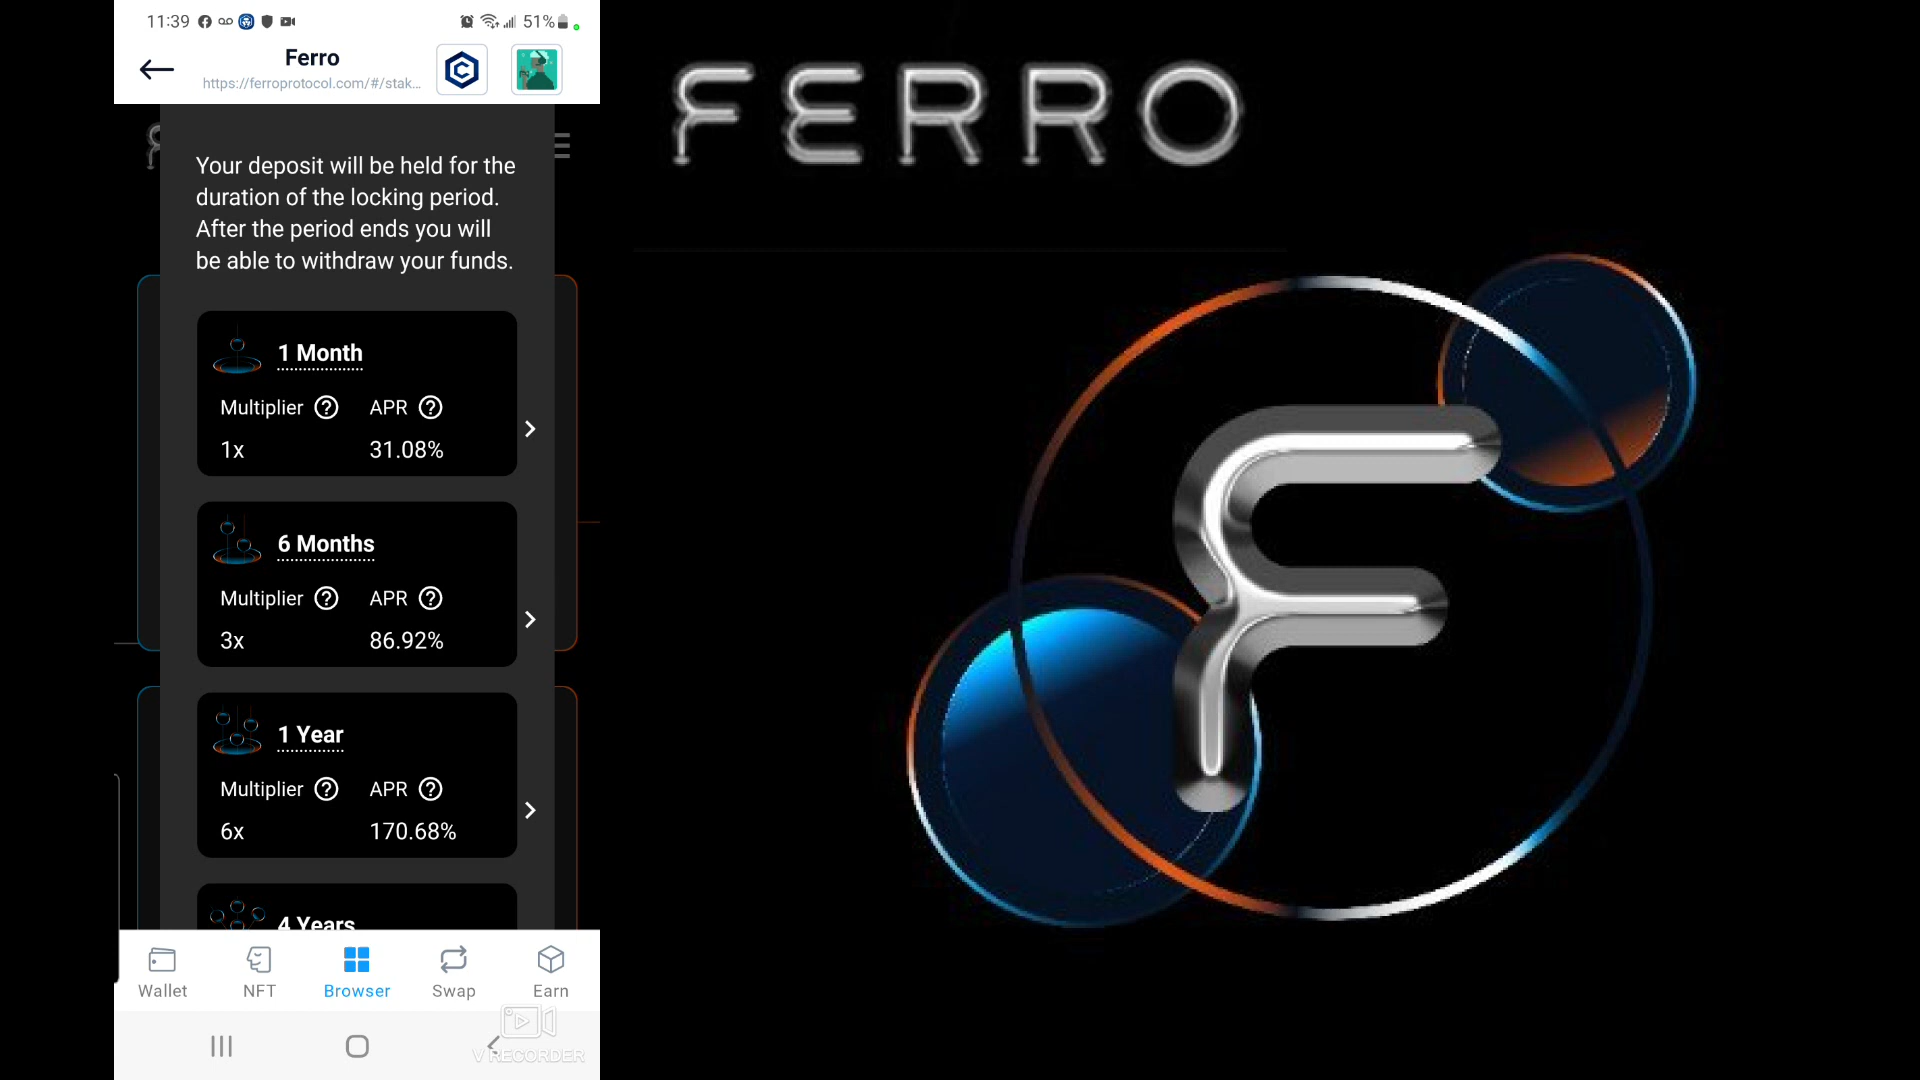 11:39
51%
Ferro
https://ferroprotocol.com/#/stak...
Your deposit will be held for the
duration of the locking period.
After the period ends you will
be able to withdraw your funds.
1 Month
Multiplier ? APR ?
1x 31.08%
6 Months
Multiplier ? APR ?
3x 86.92%
1 Year
Multiplier ? APR ?
6x 170.68%
4 Years
Wallet NFT Browser Swap Earn
V RECORDER
FERRO